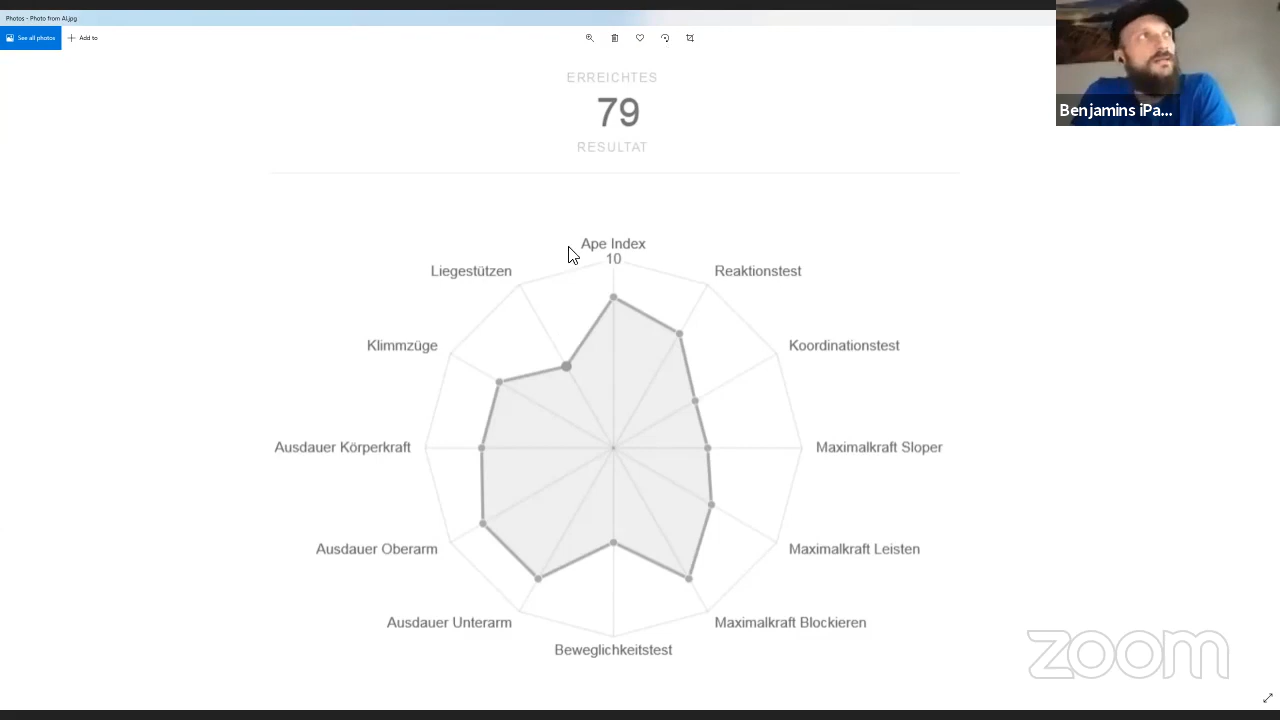 Photos - Photo from Al.jpg
See all photos
Add to
Benjamins iPa...
ERREICHTES
79
RESULTAT
Ape Index
10
Liegestützen
Reaktionstest
Klimmzüge
Koordinationstest
Ausdauer Körperkraft
Maximalkraft Sloper
Ausdauer Oberarm
Maximalkraft Leisten
Ausdauer Unterarm
Maximalkraft Blockieren
Beweglichkeitstest
zoom